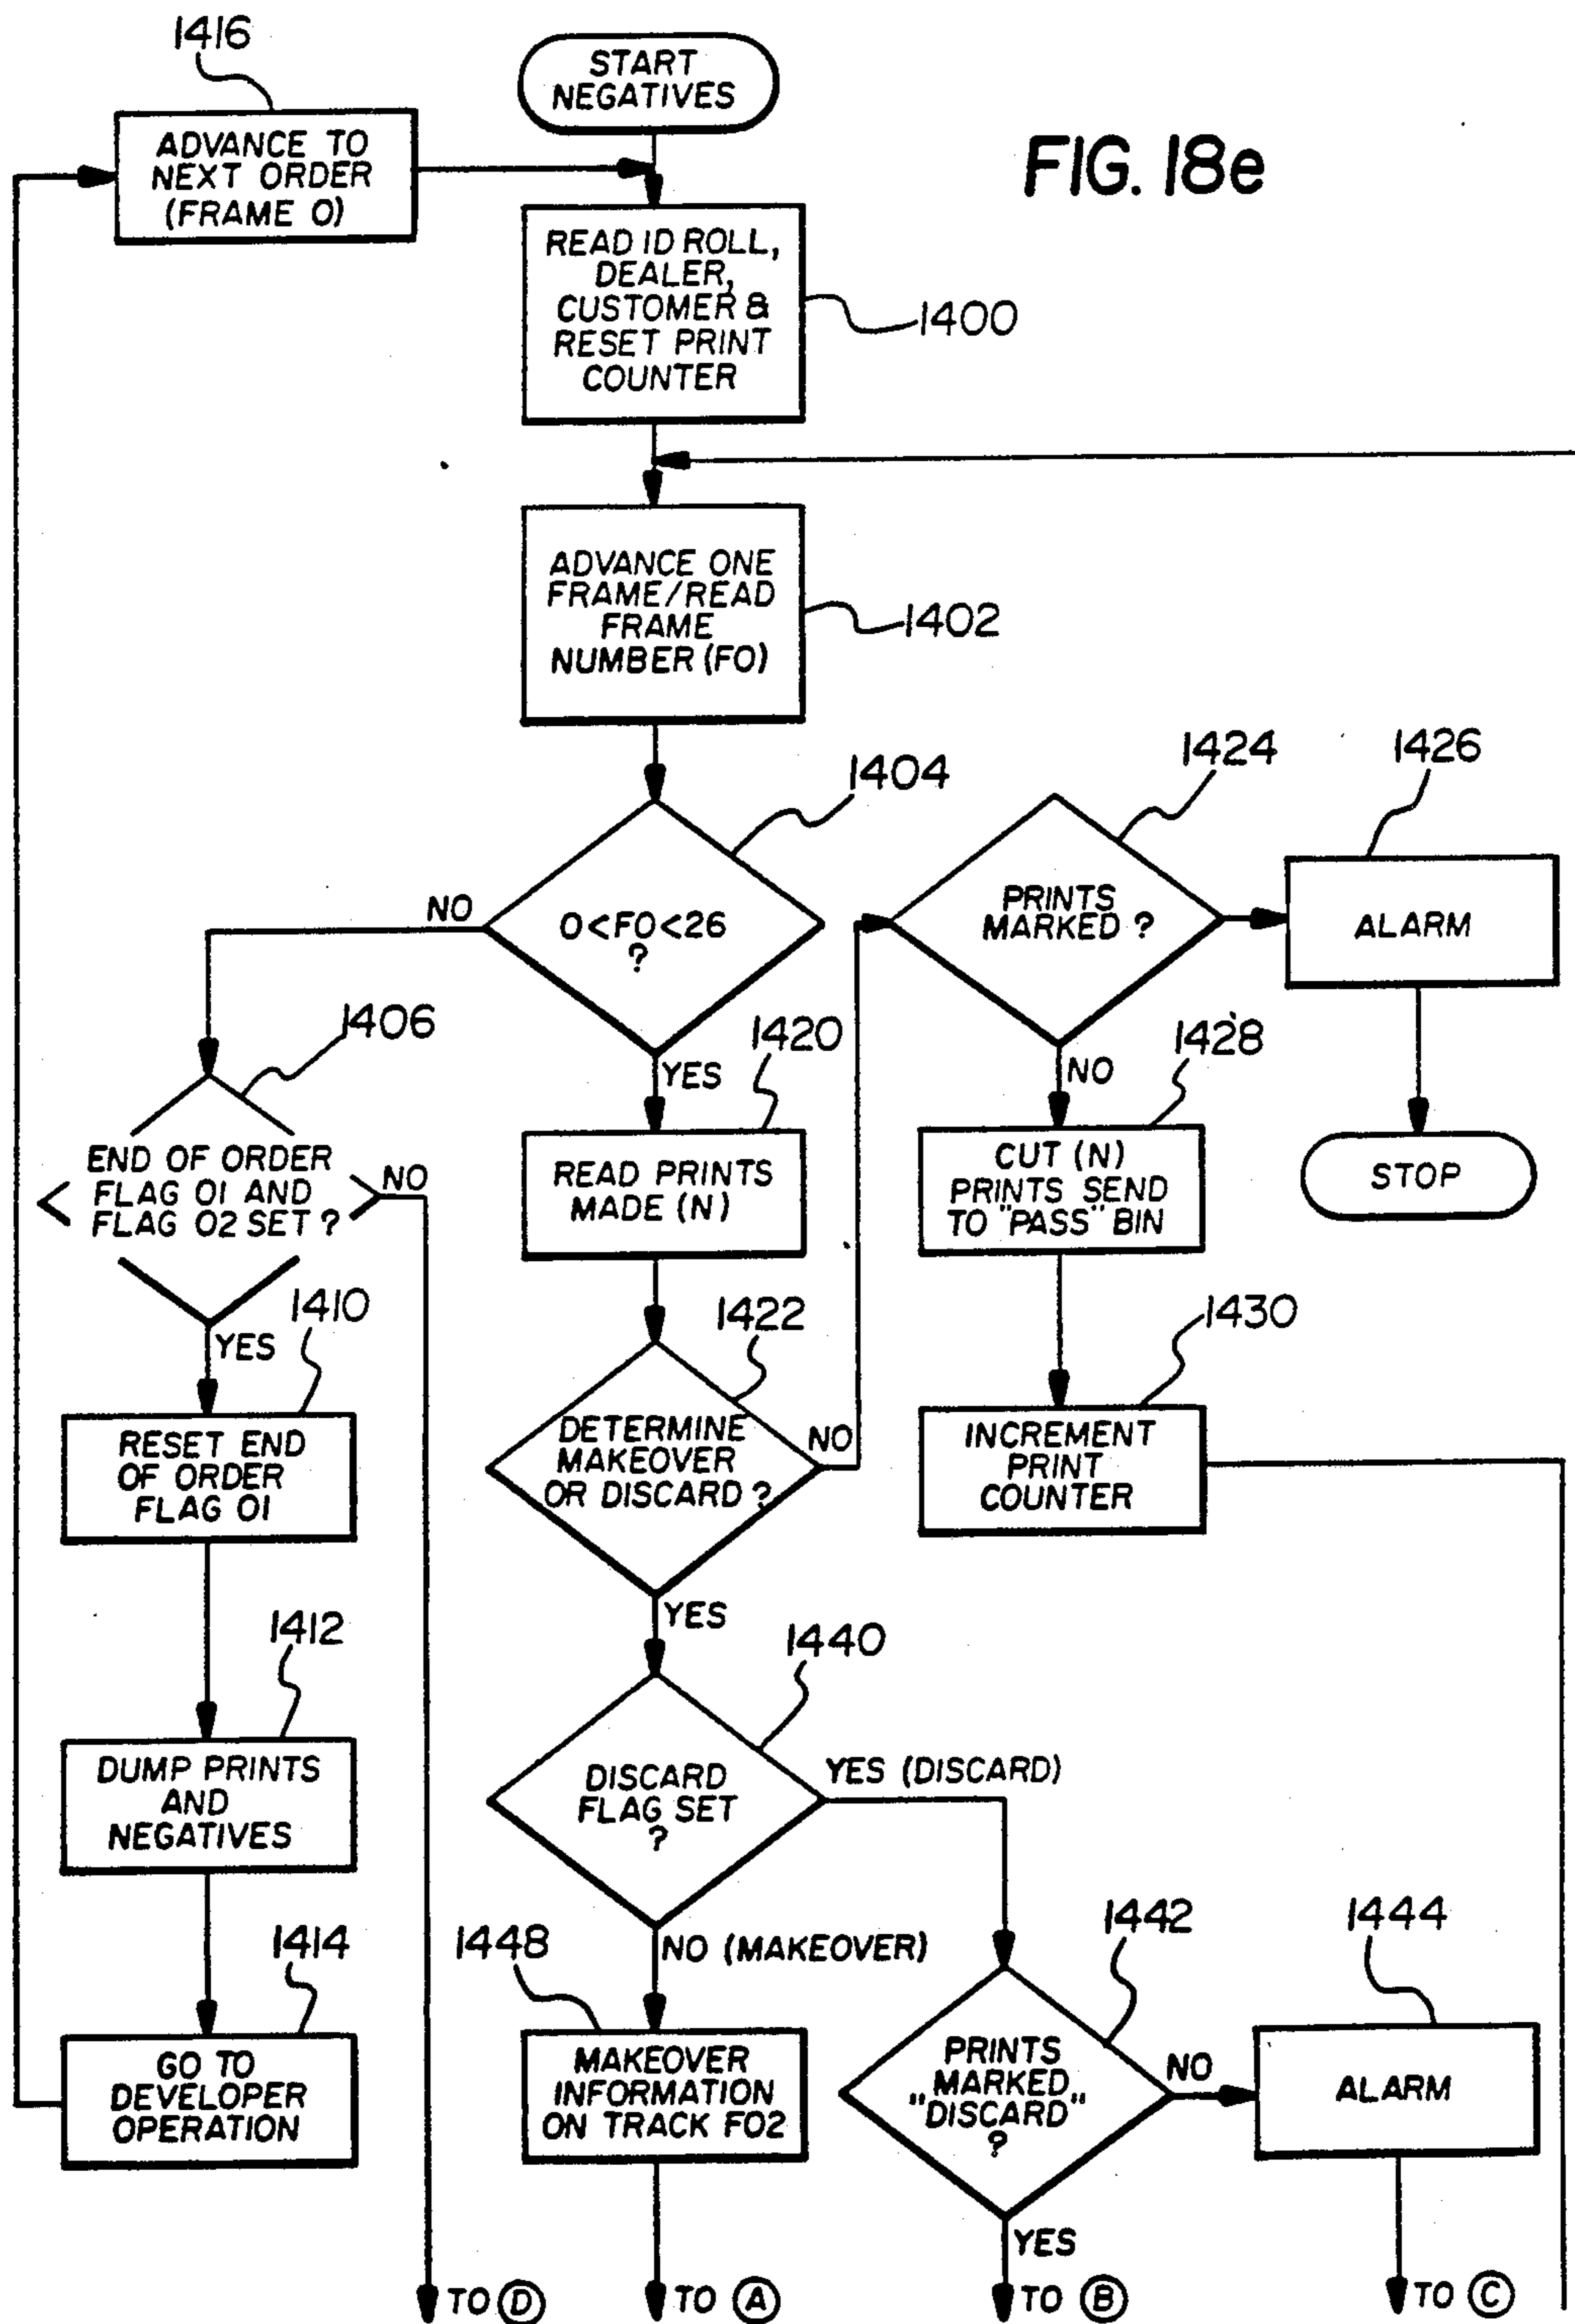 1416
START
NEGATIVES
FIG. 18e
ADVANCE TO
NEXT ORDER
(FRAME 0)
READ ID ROLL,
DEALER,
CUSTOMER &
RESET PRINT
COUNTER
1400
ADVANCE ONE
FRAME/READ
FRAME
NUMBER (FO)
1402
1404
0<FO<26
?
NO
YES
1424
PRINTS
MARKED ?
1426
ALARM
STOP
1406
END OF ORDER
FLAG 01 AND
FLAG 02 SET ?
NO
YES
1420
READ PRINTS
MADE (N)
NO
1428
CUT (N)
PRINTS SEND
TO "PASS" BIN
1410
RESET END
OF ORDER
FLAG 01
1422
DETERMINE
MAKEOVER
OR DISCARD ?
NO
YES
1430
INCREMENT
PRINT
COUNTER
1412
DUMP PRINTS
AND
NEGATIVES
1440
DISCARD
FLAG SET
?
YES (DISCARD)
NO (MAKEOVER)
1414
GO TO
DEVELOPER
OPERATION
1448
MAKEOVER
INFORMATION
ON TRACK FO2
1442
PRINTS
MARKED
"DISCARD"
?
NO
YES
1444
ALARM
TO D
TO A
TO B
TO C